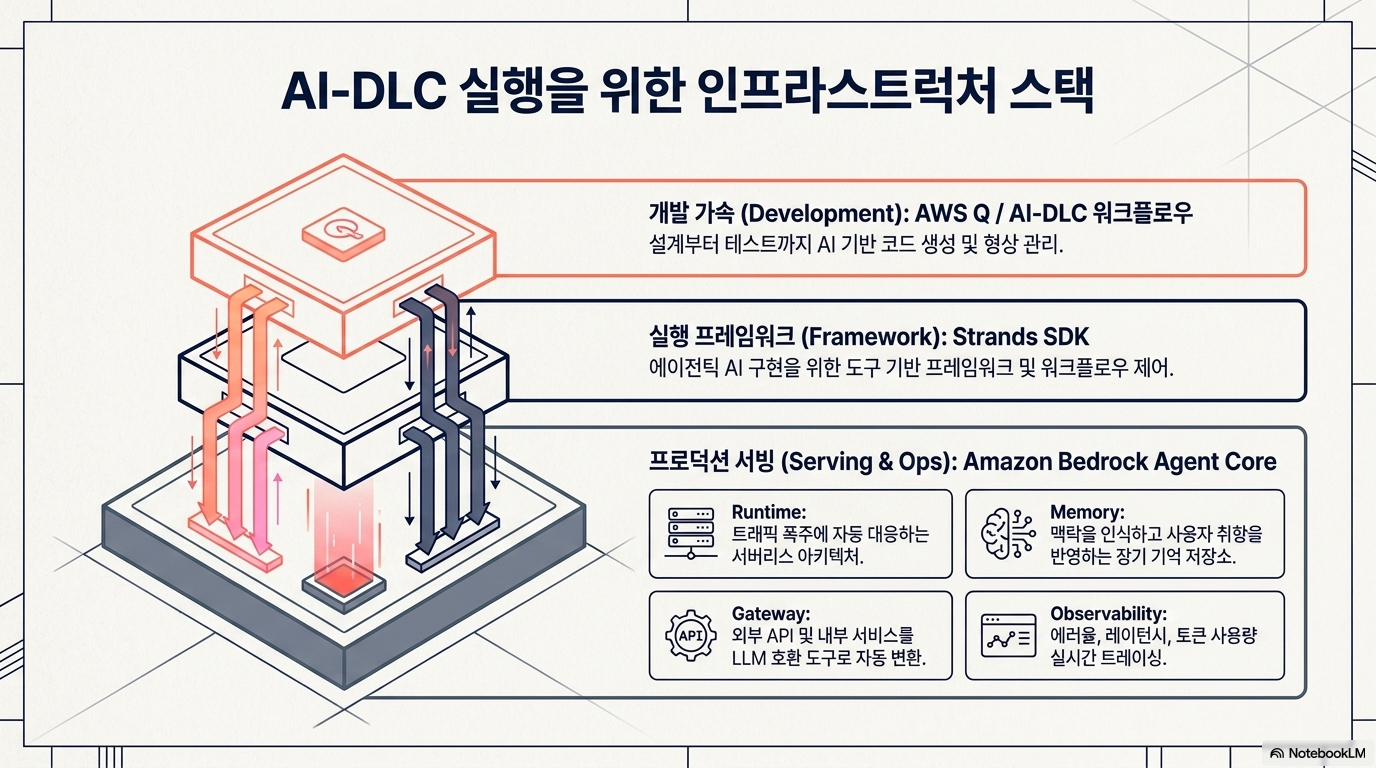 AI-DLC 실행을 위한 인프라스트럭처 스택
개발 가속 (Development): AWS Q / AI-DLC 워크플로우
설계부터 테스트까지 AI 기반 코드 생성 및 형상 관리.
실행 프레임워크 (Framework): Strands SDK
에이전틱 AI 구현을 위한 도구 기반 프레임워크 및 워크플로우 제어.
프로덕션 서빙 (Serving & Ops): Amazon Bedrock Agent Core
Runtime:
트래픽 폭주에 자동 대응하는
서버리스 아키텍처.
Memory:
맥락을 인식하고 사용자 취향을
반영하는 장기 기억 저장소.
Gateway:
외부 API 및 내부 서비스를
LLM 호환 도구로 자동 변환.
API
Observability:
에러율, 레이턴시, 토큰 사용량
실시간 트레이싱.
NotebookLM